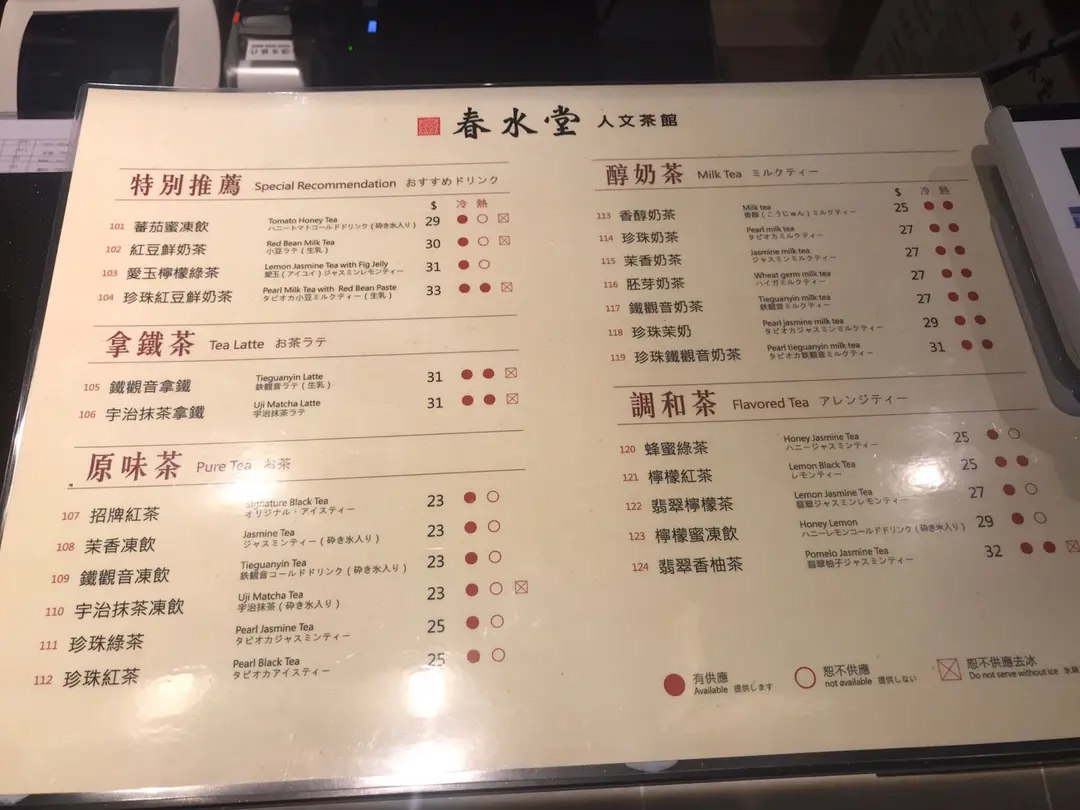 春水堂 人文茶館
特別推薦 Special Recommendation おすすめドリンク
$ 冷 熱
101 蕃茄蜜凍飲 Tomato Honey Tea 29
ハニートマトコールドドリンク(砕き氷入り)
102 紅豆鮮奶茶 Red Bean Milk Tea 30
小豆ラテ(生乳)
103 愛玉檸檬綠茶 Lemon Jasmine Tea with Fig Jelly 31
愛玉(アイユイ)ジャスミンレモンティー
104 珍珠紅豆鮮奶茶 Pearl Milk Tea with Red Bean Paste 33
タピオカ小豆ミルクティー(生乳)
拿鐵茶 Tea Latte お茶ラテ
105 鐵觀音拿鐵 Tieguanyin Latte 31
鉄観音ラテ(生乳)
106 宇治抹茶拿鐵 Uji Matcha Latte 31
宇治抹茶ラテ
原味茶 Pure Tea お茶
107 招牌紅茶 Signature Black Tea 23
オリジナル・アイスティー
108 茉香凍飲 Jasmine Tea 23
ジャスミンティー(砕き氷入り)
109 鐵觀音凍飲 Tieguanyin Tea 23
鉄観音コールドドリンク(砕き氷入り)
110 宇治抹茶凍飲 Uji Matcha Tea 23
宇治抹茶(砕き氷入り)
111 珍珠綠茶 Pearl Jasmine Tea 25
タピオカジャスミンティー
112 珍珠紅茶 Pearl Black Tea 25
タピオカアイスティー
醇奶茶 Milk Tea ミルクティー
$ 冷 熱
113 香醇奶茶 Milk tea 25
香醇(こうじゅん)ミルクティー
114 珍珠奶茶 Pearl milk tea 27
タピオカミルクティー
115 茉香奶茶 Jasmine milk tea 27
ジャスミンミルクティー
116 胚芽奶茶 Wheat germ milk tea 27
ハイガミルクティー
117 鐵觀音奶茶 Tieguanyin milk tea 27
鉄観音ミルクティー
118 珍珠茉奶 Pearl jasmine milk tea 29
タピオカジャスミンミルクティー
119 珍珠鐵觀音奶茶 Pearl tieguanyin milk tea 31
タピオカ鉄観音ミルクティー
調和茶 Flavored Tea アレンジティー
120 蜂蜜綠茶 Honey Jasmine Tea 25
ハニージャスミンティー
121 檸檬紅茶 Lemon Black Tea 25
レモンティー
122 翡翠檸檬茶 Lemon Jasmine Tea 27
翡翠ジャスミンレモンティー
123 檸檬蜜凍飲 Honey Lemon 29
ハニーレモンコールドドリンク(砕き氷入り)
124 翡翠香柚茶 Pomelo Jasmine Tea 32
翡翠柚子ジャスミンティー
有供應 恕不供應 恕不供應去冰
Available 提供します not available 提供しない Do not serve without ice